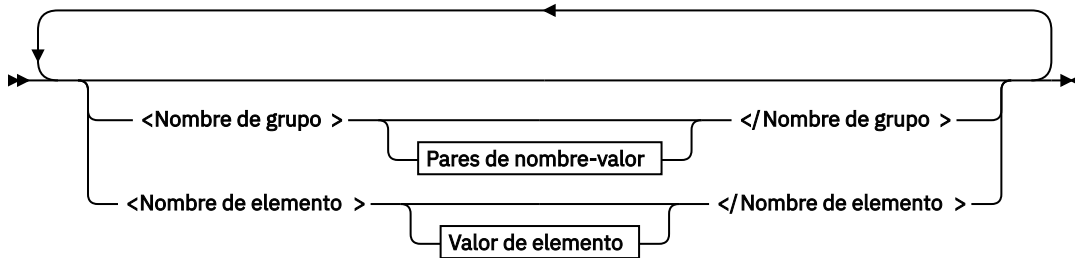 <Nombre de grupo > </ Nombre de grupo >
Pares de nombre-valor
<Nombre de elemento > </ Nombre de elemento >
Valor de elemento